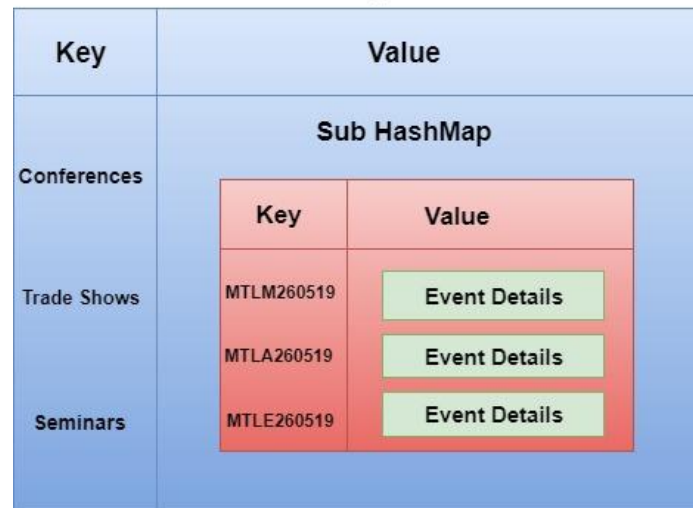 Key Value
Sub HashMap
Conferences
Key Value
MTLM260519 Event Details
Trade Shows
MTLA260519 Event Details
Seminars MTLE260519 Event Details